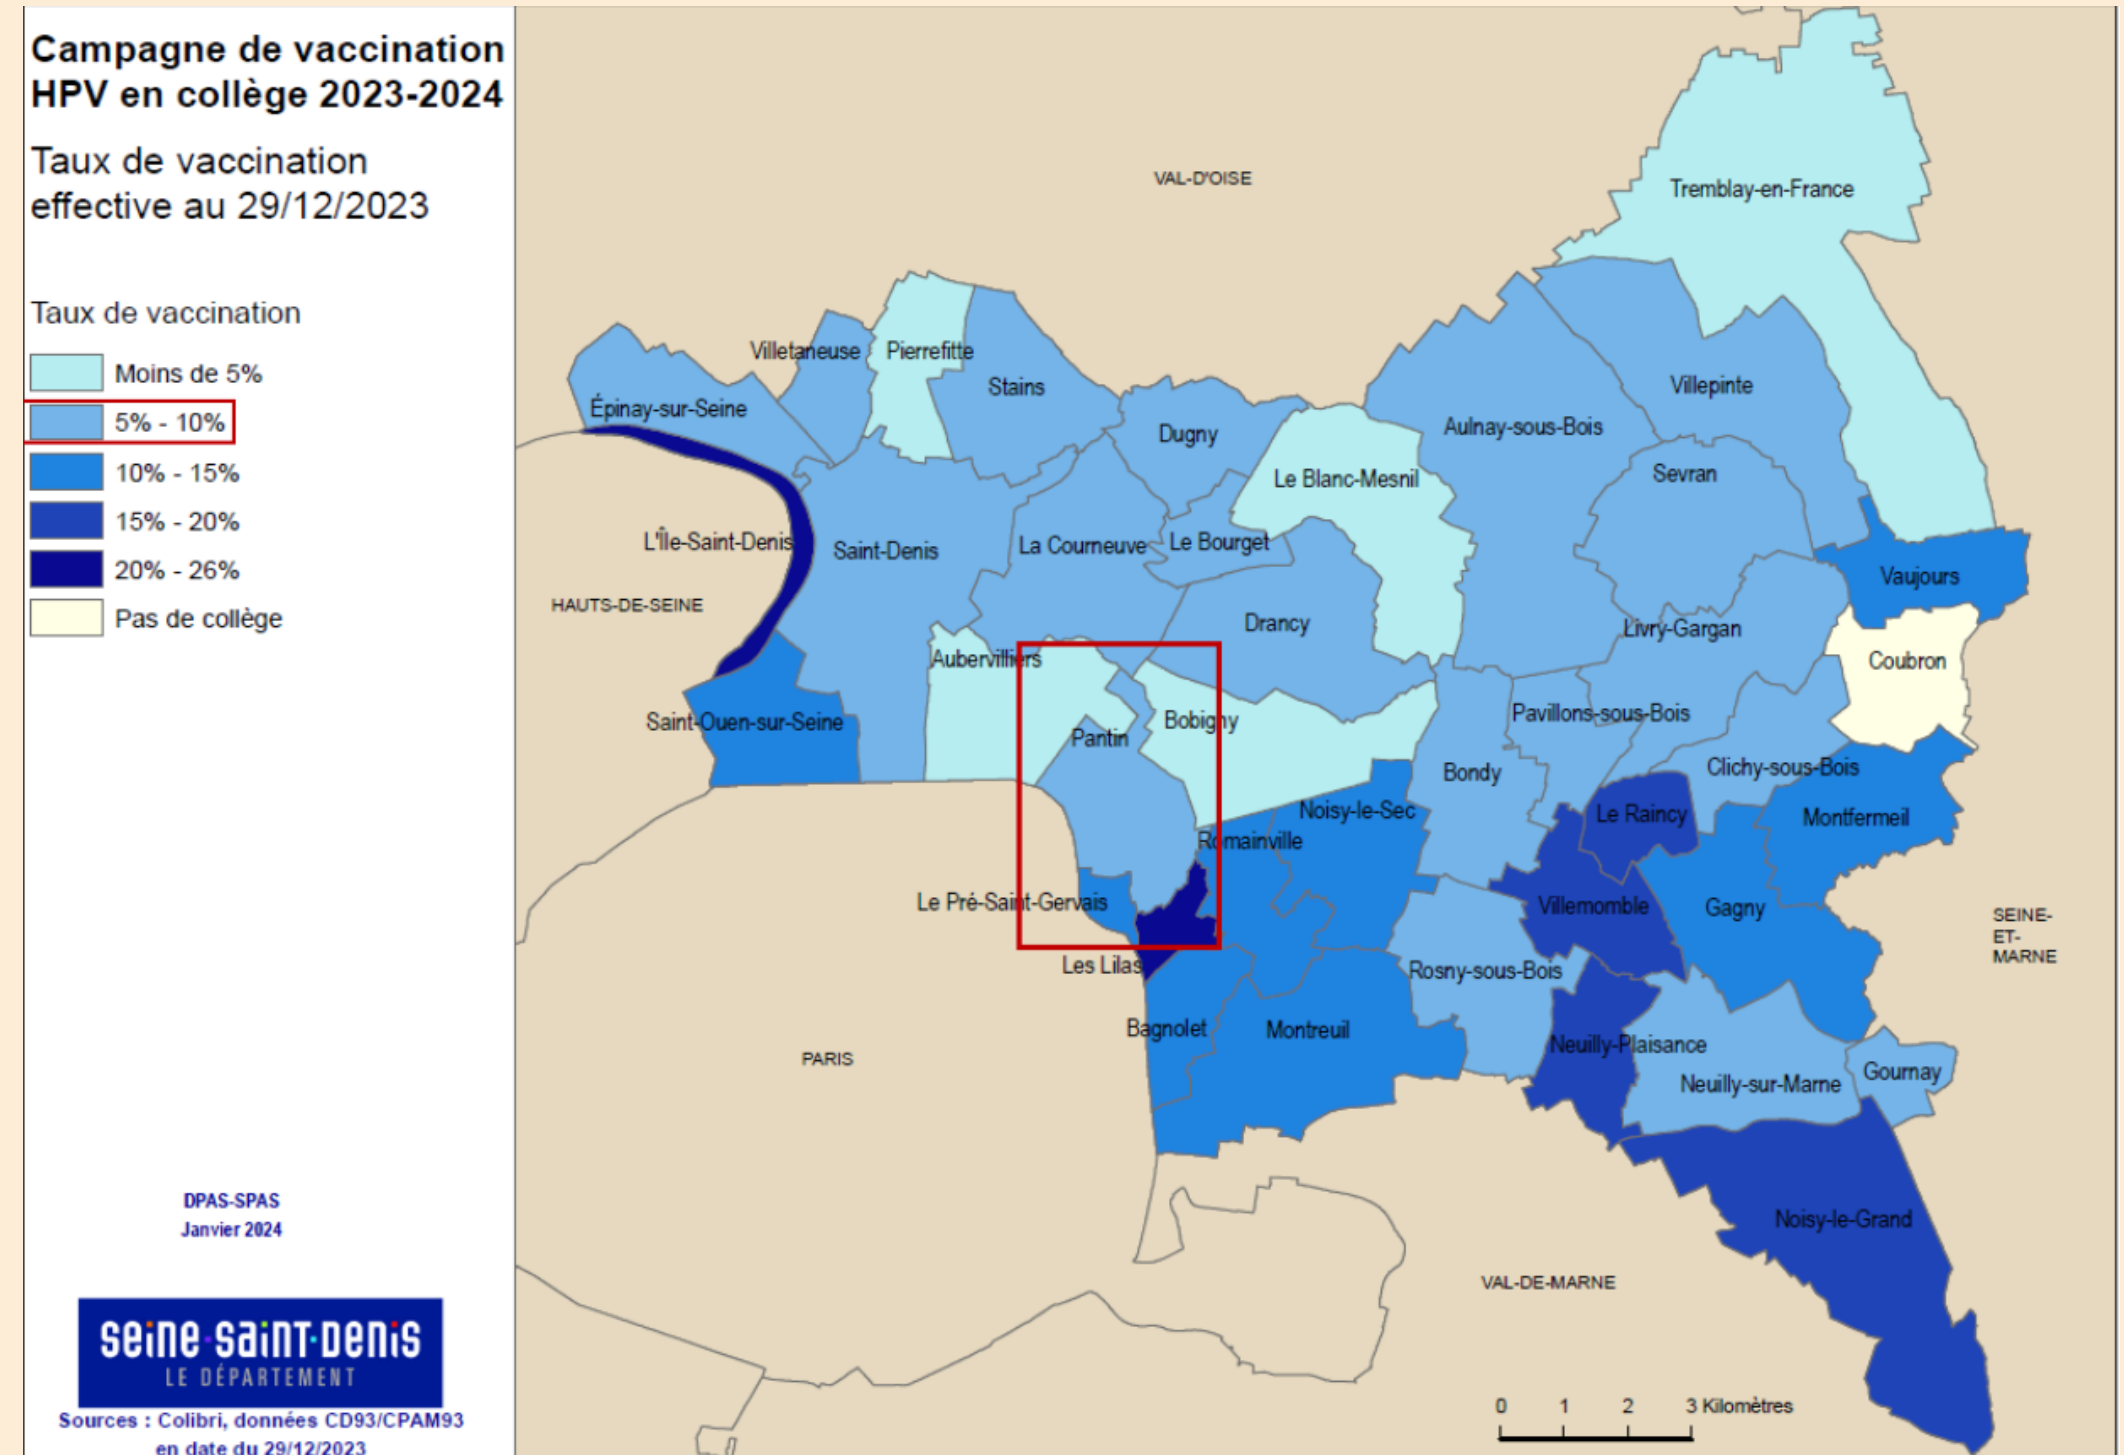 Campagne de vaccination
HPV en collège 2023-2024
Taux de vaccination
effective au 29/12/2023
Taux de vaccination
Moins de 5%
5% - 10%
10% - 15%
15% - 20%
20% - 26%
Pas de collège
DPAS-SPAS
Janvier 2024
seine-saint-denis
LE DÉPARTEMENT
Sources : Colibri, données CD93/CPAM93
en date du 29/12/2023
VAL-D'OISE
Tremblay-en-France
Villetaneuse
Pierrefitte
Stains
Épinay-sur-Seine
Dugny
Villepinte
Aulnay-sous-Bois
Le Blanc-Mesnil
Sevran
L'Île-Saint-Denis
Saint-Denis
La Courneuve
Le Bourget
Vaujours
HAUTS-DE-SEINE
Drancy
Livry-Gargan
Aubervilliers
Coubron
Saint-Ouen-sur-Seine
Pantin
Bobigny
Pavillons-sous-Bois
Bondy
Clichy-sous-Bois
Noisy-le-Sec
Le Raincy
Montfermeil
Romainville
Le Pré-Saint-Gervais
Villemomble
Gagny
SEINE-
ET-
MARNE
Les Lilas
Rosny-sous-Bois
Bagnolet
Montreuil
Neuilly-Plaisance
PARIS
Neuilly-sur-Marne
Gournay
Noisy-le-Grand
VAL-DE-MARNE
0 1 2 3 Kilomètres